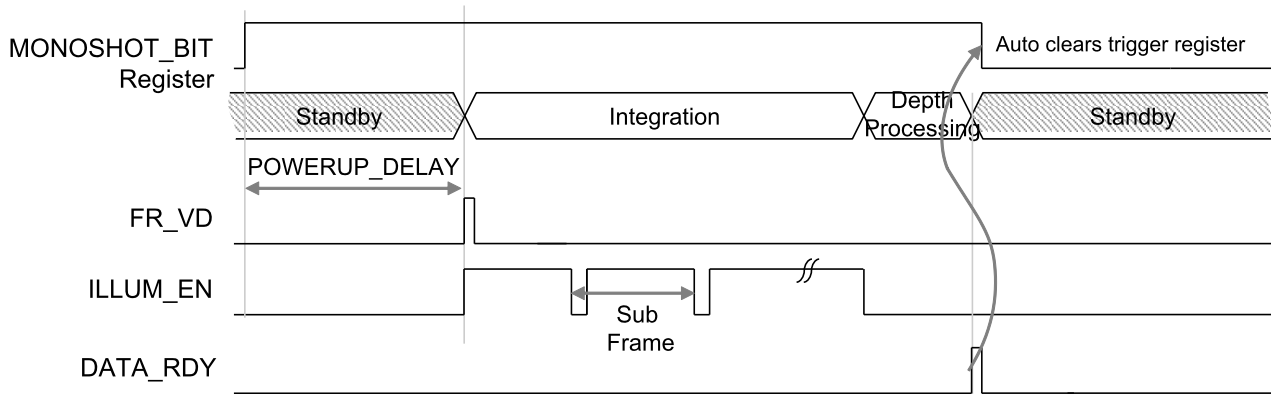 MONOSHOT_BIT
Register
Auto clears trigger register
Standby
Integration
Depth
Processing
Standby
POWERUP_DELAY
FR_VD
ILLUM_EN
Sub
Frame
DATA_RDY